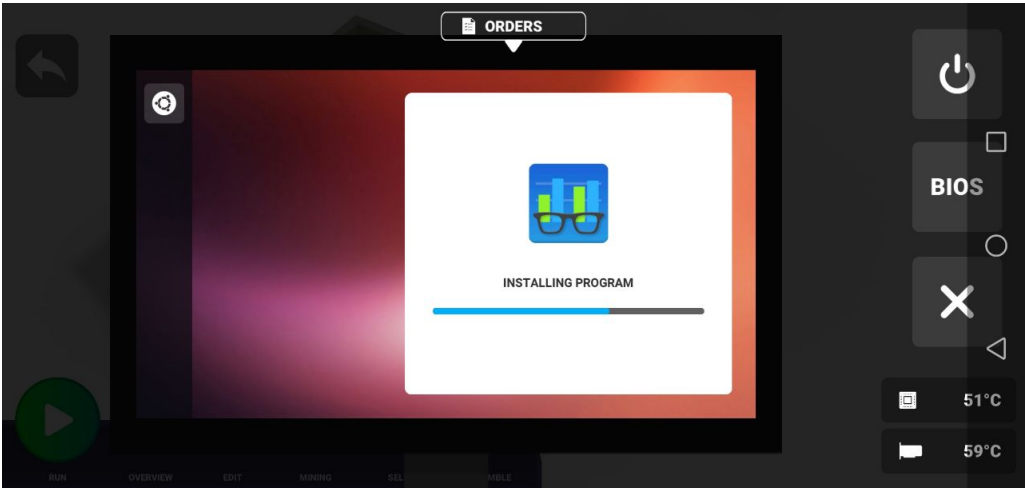 ORDERS
BIOS
INSTALLING PROGRAM
51°C
59°C
RUN
OVERVIEW
EDIT
MINING